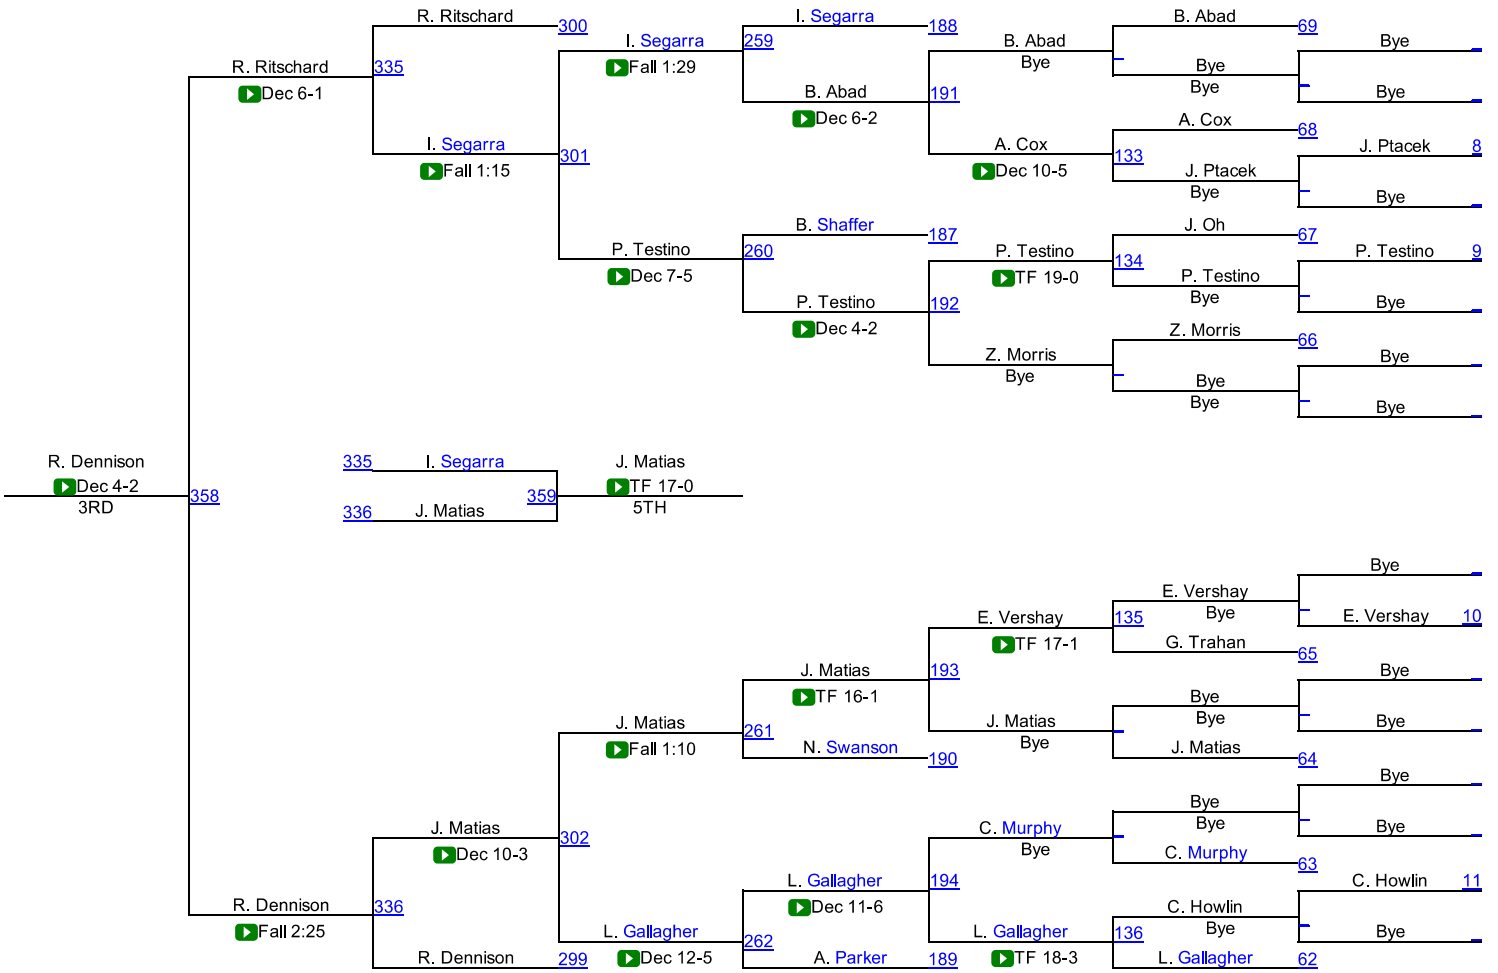 R. Ritschard
300
I. Segarra
188
B. Abad
69
I. Segarra
259
B. Abad
Bye
R. Ritschard
335
Fall 1:29
Bye
Bye
Bye
Dec 6-1
B. Abad
191
Bye
Dec 6-2
A. Cox
68
I. Segarra
301
A. Cox
133
J. Ptacek
8
Fall 1:15
Dec 10-5
J. Ptacek
Bye
Bye
B. Shaffer
187
J. Oh
67
P. Testino
260
P. Testino
134
P. Testino
9
Dec 7-5
TF 19-0
P. Testino
P. Testino
192
Bye
Bye
Dec 4-2
Z. Morris
66
Z. Morris
Bye
Bye
Bye
Bye
Bye
R. Dennison
335
I. Segarra
J. Matias
Dec 4-2
358
359
TF 17-0
3RD
336
J. Matias
5TH
Bye
E. Vershay
E. Vershay
135
Bye
E. Vershay
10
TF 17-1
G. Trahan
65
J. Matias
193
Bye
TF 16-1
Bye
J. Matias
261
J. Matias
Bye
Bye
Fall 1:10
N. Swanson
190
Bye
J. Matias
64
Bye
Bye
J. Matias
302
C. Murphy
Bye
Bye
Dec 10-3
Bye
C. Murphy
63
L. Gallagher
194
C. Howlin
11
R. Dennison
336
Dec 11-6
C. Howlin
Fall 2:25
L. Gallagher
262
L. Gallagher
136
Bye
Bye
R. Dennison
299
Dec 12-5
A. Parker
189
TF 18-3
L. Gallagher
62